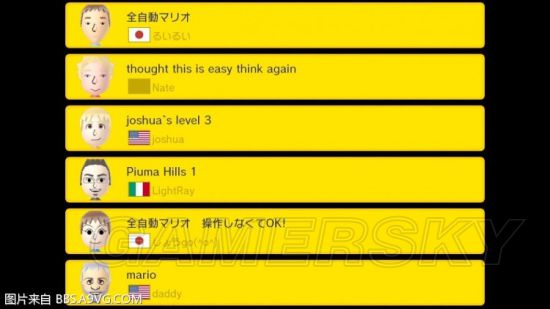 全自動マリオ
るいるい
thought this is easy think again
Nate
joshua`s level 3
joshua
Piuma Hills 1
LightRay
全自動マリオ 操作しなくてOK!
GAMERSKY
mario
daddy
图片来自 BBS.A9VG.COM